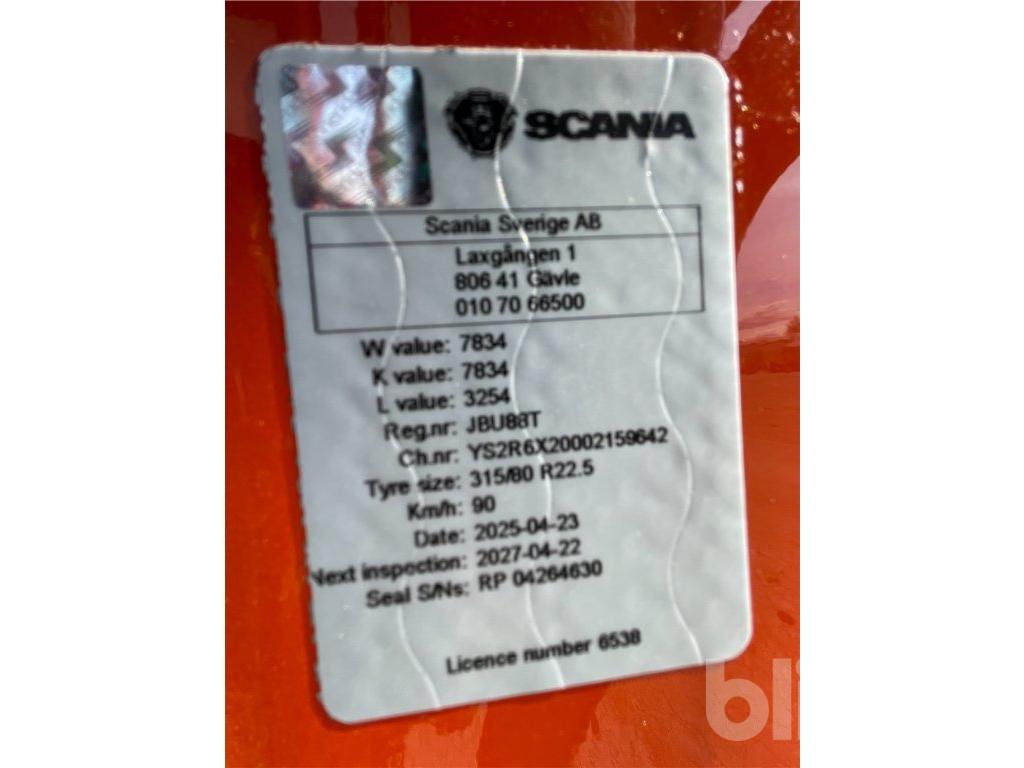 SCANIA
Scania Sverige AB
Laxgången 1
806 41 Gävle
010 70 66500
W value: 7834
K value: 7834
L value: 3254
Reg.nr: JBU88T
Ch.nr: YS2R6X20002159642
Tyre size: 315/80 R22.5
Km/h: 90
Date: 2025-04-23
Next inspection: 2027-04-22
Seal S/Ns: RP 04264630
Licence number 6538